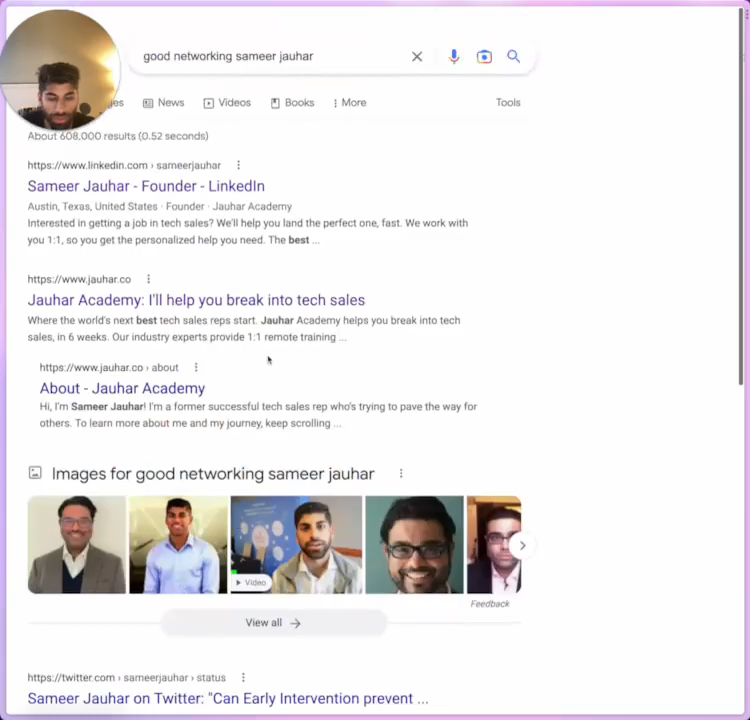 good networking sameer jauhar
News
Videos
Books
More
Tools
About 608,000 results (0.52 seconds)
https://www.linkedin.com › sameerjauhar
Sameer Jauhar - Founder - LinkedIn
Austin, Texas, United States · Founder · Jauhar Academy
Interested in getting a job in tech sales? We'll help you land the perfect one, fast. We work with
you 1:1, so you get the personalized help you need. The best ...
https://www.jauhar.co
Jauhar Academy: I'll help you break into tech sales
Where the world's next best tech sales reps start. Jauhar Academy helps you break into tech
sales, in 6 weeks. Our industry experts provide 1:1 remote training ...
https://www.jauhar.co › about
About - Jauhar Academy
Hi, I'm Sameer Jauhar! I'm a former successful tech sales rep who's trying to pave the way for
others. To learn more about me and my journey, keep scrolling ...
Images for good networking sameer jauhar
Video
Feedback
View all
https://twitter.com › sameerjauhar › status
Sameer Jauhar on Twitter: "Can Early Intervention prevent ...